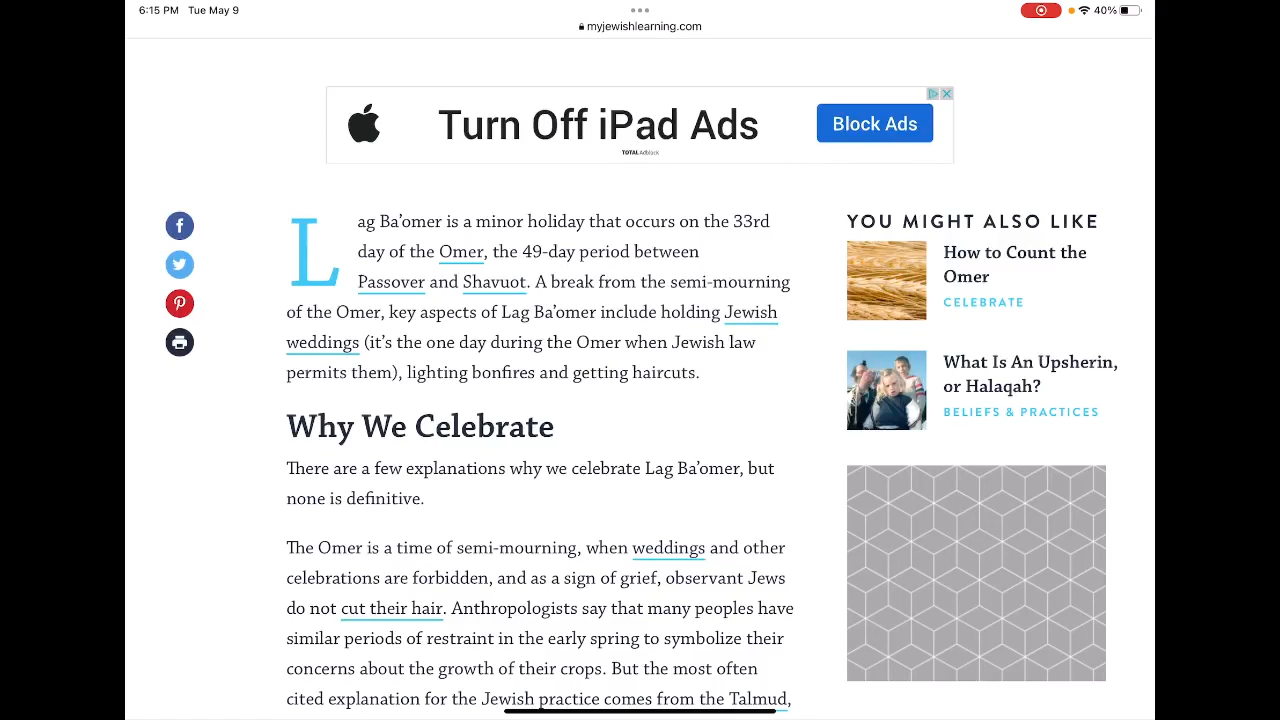 6:15 PM Tue May 9
40%
myjewishlearning.com
Turn Off iPad Ads
Block Ads
TOTAL Adblock
Lag Ba’omer is a minor holiday that occurs on the 33rd
day of the Omer, the 49-day period between
Passover and Shavuot. A break from the semi-mourning
of the Omer, key aspects of Lag Ba’omer include holding Jewish
weddings (it’s the one day during the Omer when Jewish law
permits them), lighting bonfires and getting haircuts.
Why We Celebrate
There are a few explanations why we celebrate Lag Ba’omer, but
none is definitive.
The Omer is a time of semi-mourning, when weddings and other
celebrations are forbidden, and as a sign of grief, observant Jews
do not cut their hair. Anthropologists say that many peoples have
similar periods of restraint in the early spring to symbolize their
concerns about the growth of their crops. But the most often
cited explanation for the Jewish practice comes from the Talmud,
YOU MIGHT ALSO LIKE
How to Count the
Omer
CELEBRATE
What Is An Upsherin,
or Halaqah?
BELIEFS & PRACTICES